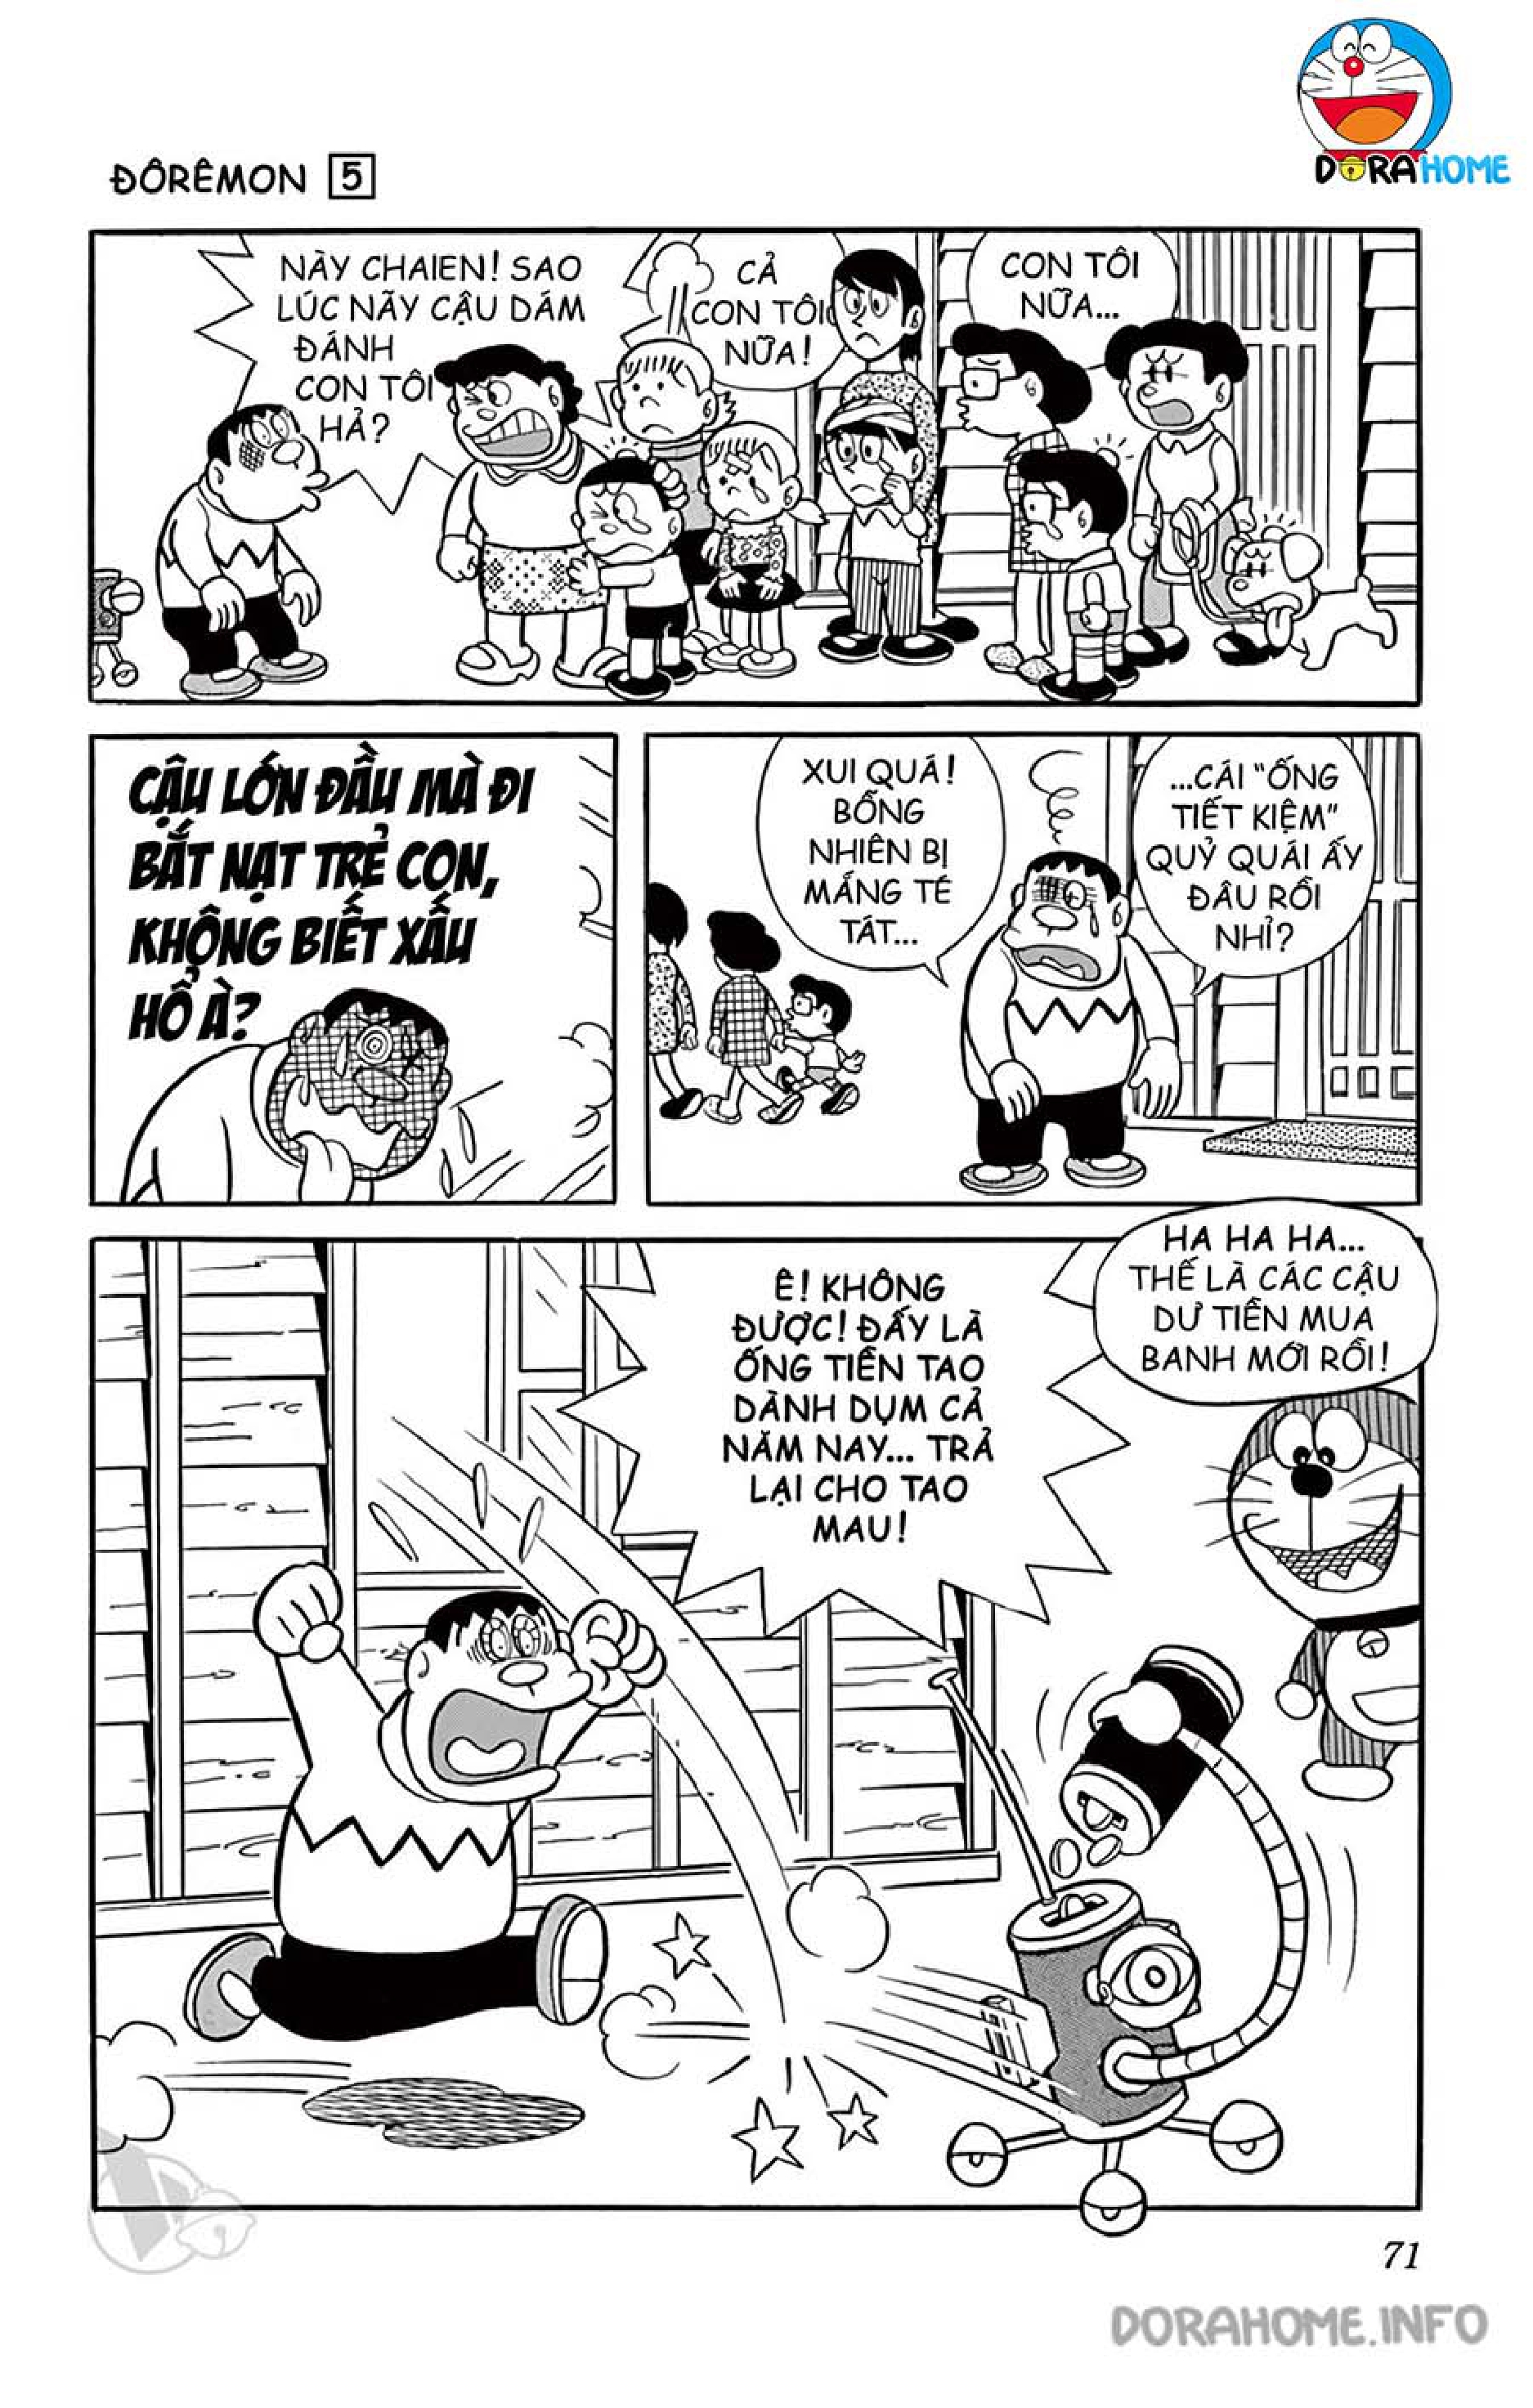 DORAHOME
ĐÔRÊMON 5
NÀY CHAIEN! SAO
LÚC NÃY CẬU DÁM
ĐÁNH
CON TÔI
HẢ?
CẢ
CON TÔI
NỮA!
CON TÔI
NỮA...
CẬU LỚN ĐẦU MÀ ĐI
BẮT NẠT TRẺ CON,
KHÔNG BIẾT XẤU
HỔ À?
XUI QUÁ!
BỖNG
NHIÊN BỊ
MẮNG TÉ
TÁT...
...CÁI "ỐNG
TIẾT KIỆM"
QUỶ QUÁI ẤY
ĐÂU RỒI
NHỈ?
Ê! KHÔNG
ĐƯỢC! ĐẤY LÀ
ỐNG TIỀN TAO
DÀNH DỤM CẢ
NĂM NAY... TRẢ
LẠI CHO TAO
MAU!
HA HA HA...
THẾ LÀ CÁC CẬU
DƯ TIỀN MUA
BANH MỚI RỒI!
71
DORAHOME.INFO